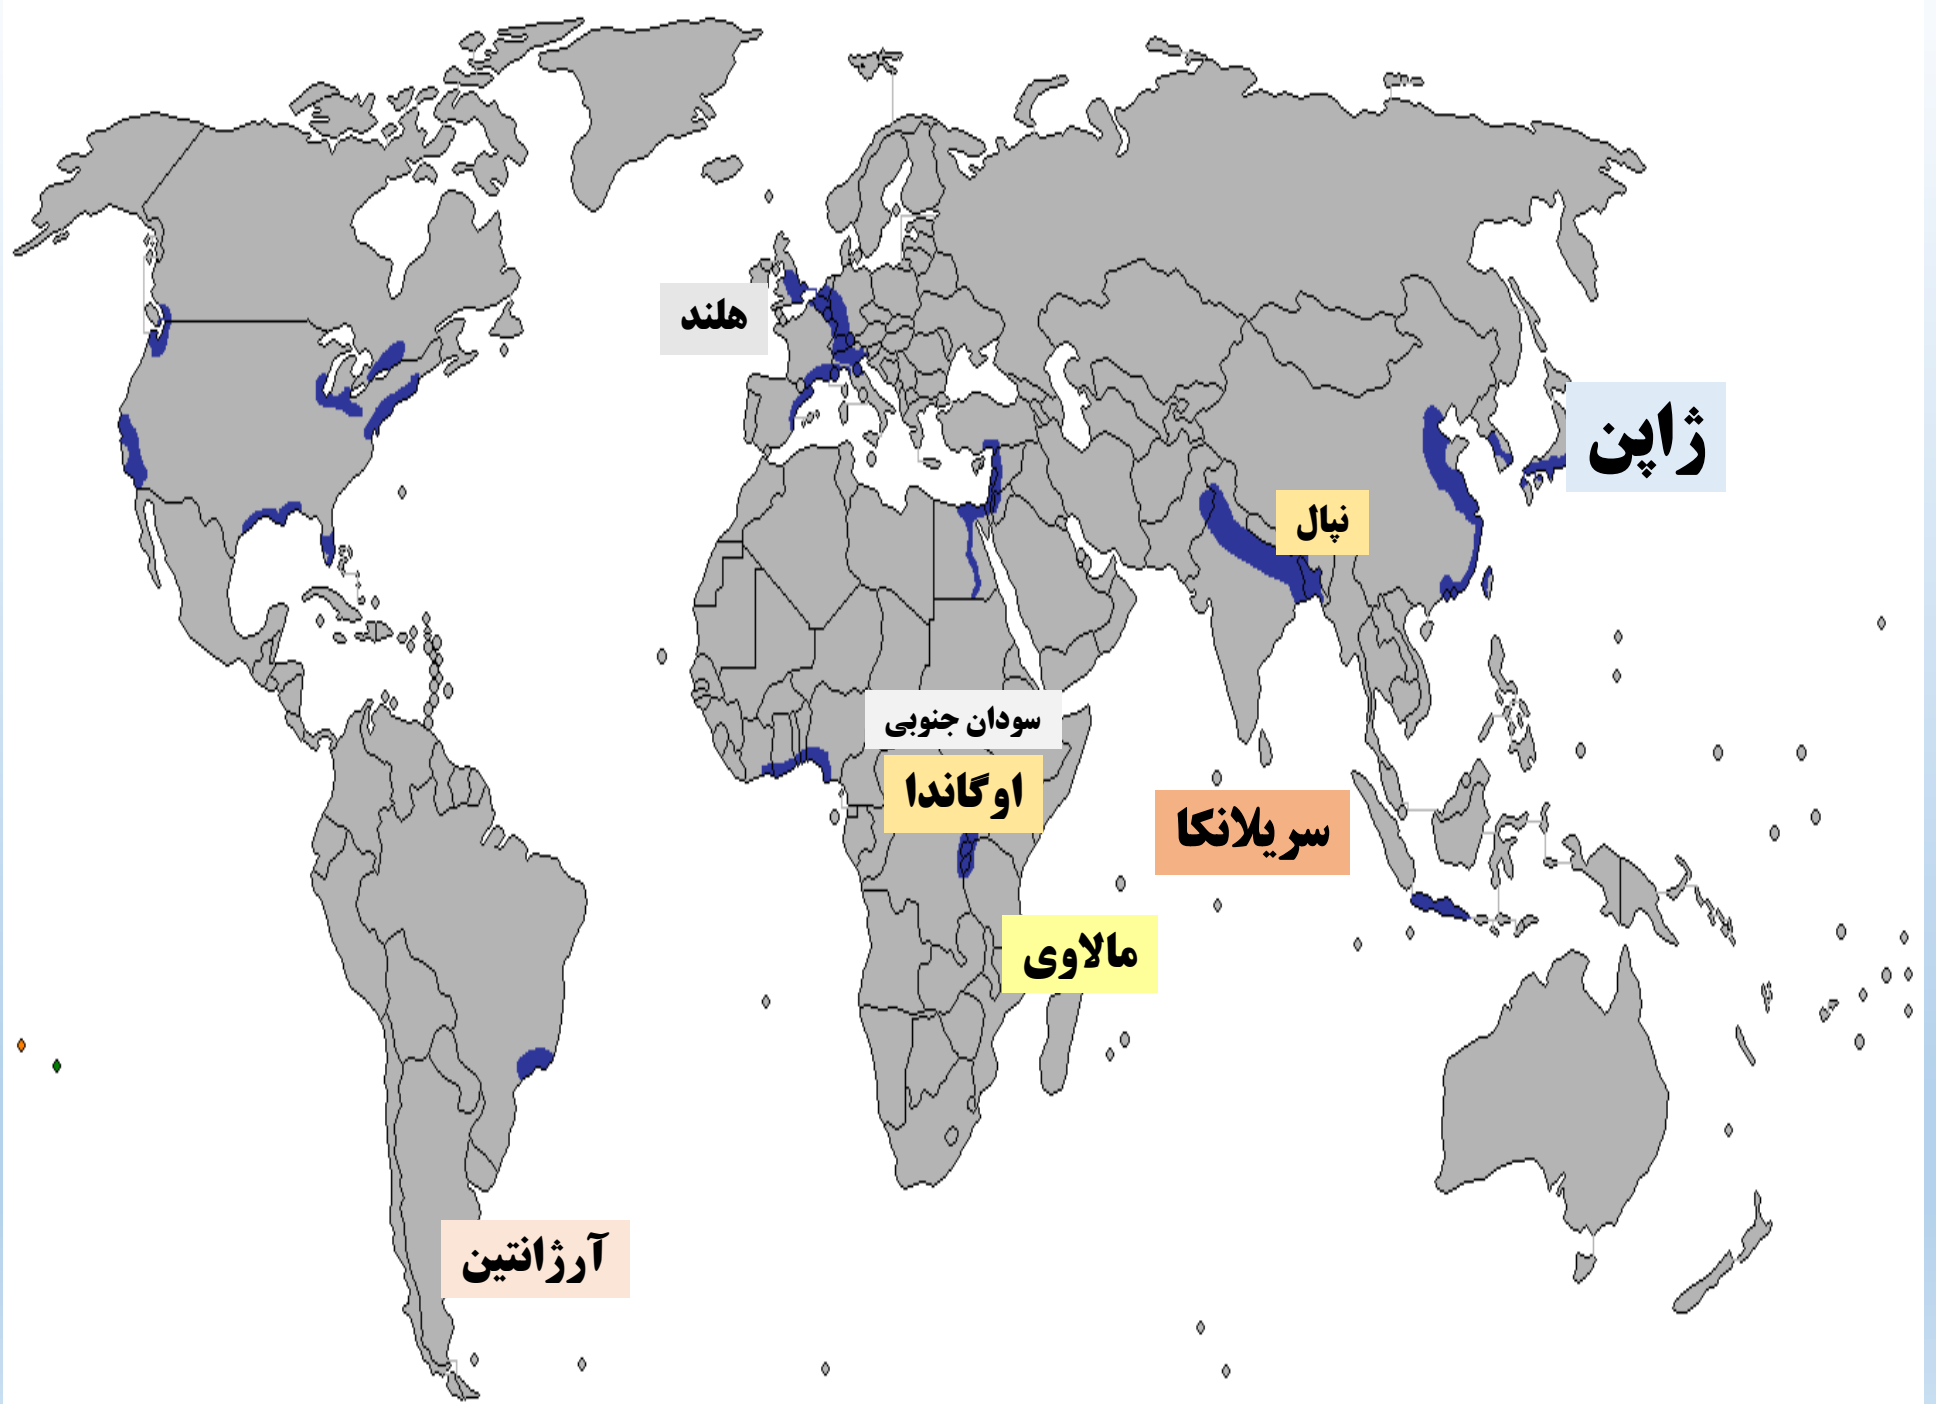 هلند
ژاپن
نپال
سودان جنوبی
اوگاندا
سریلانکا
مالاوی
آرژانتین